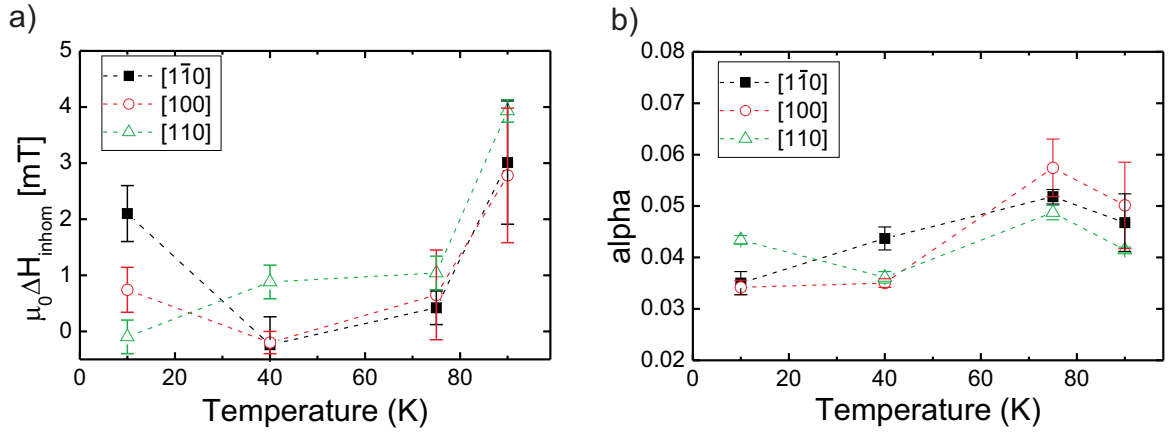 a)
μ₀ΔH_inhom [mT]
5
4
3
2
1
0
[11̄0]
[100]
[110]
0 20 40 60 80
Temperature (K)
b)
alpha
0.08
0.07
0.06
0.05
0.04
0.03
0.02
[11̄0]
[100]
[110]
0 20 40 60 80
Temperature (K)